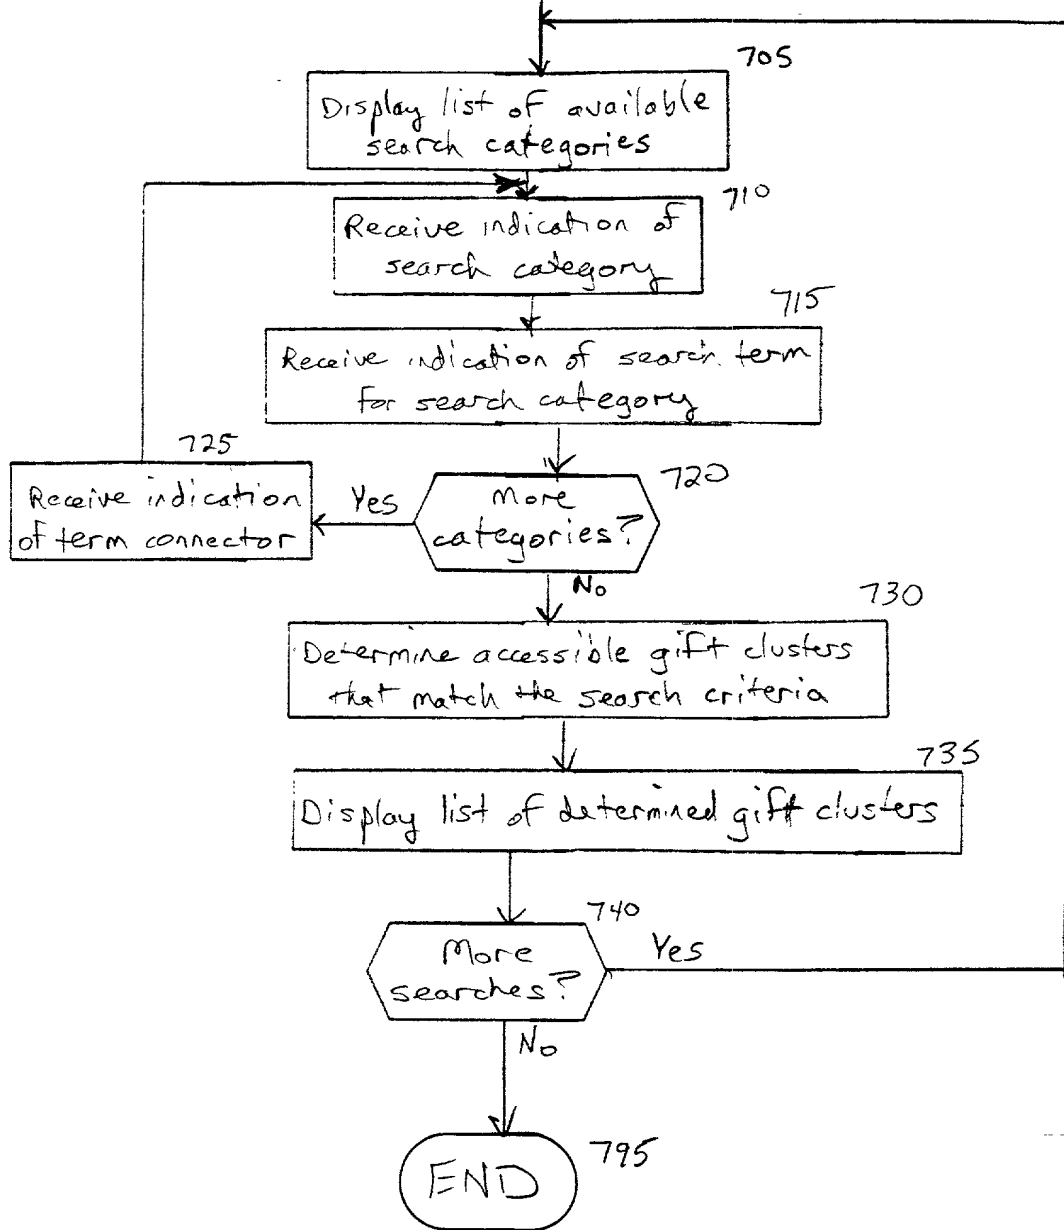 705
Display list of available
search categories
710
Receive indication of
search category
715
Receive indication of search term
for search category
725
Receive indication
of term connector
Yes
720
More
categories?
No
730
Determine accessible gift clusters
that match the search criteria
735
Display list of determined gift clusters
740
More
searches?
Yes
No
795
END